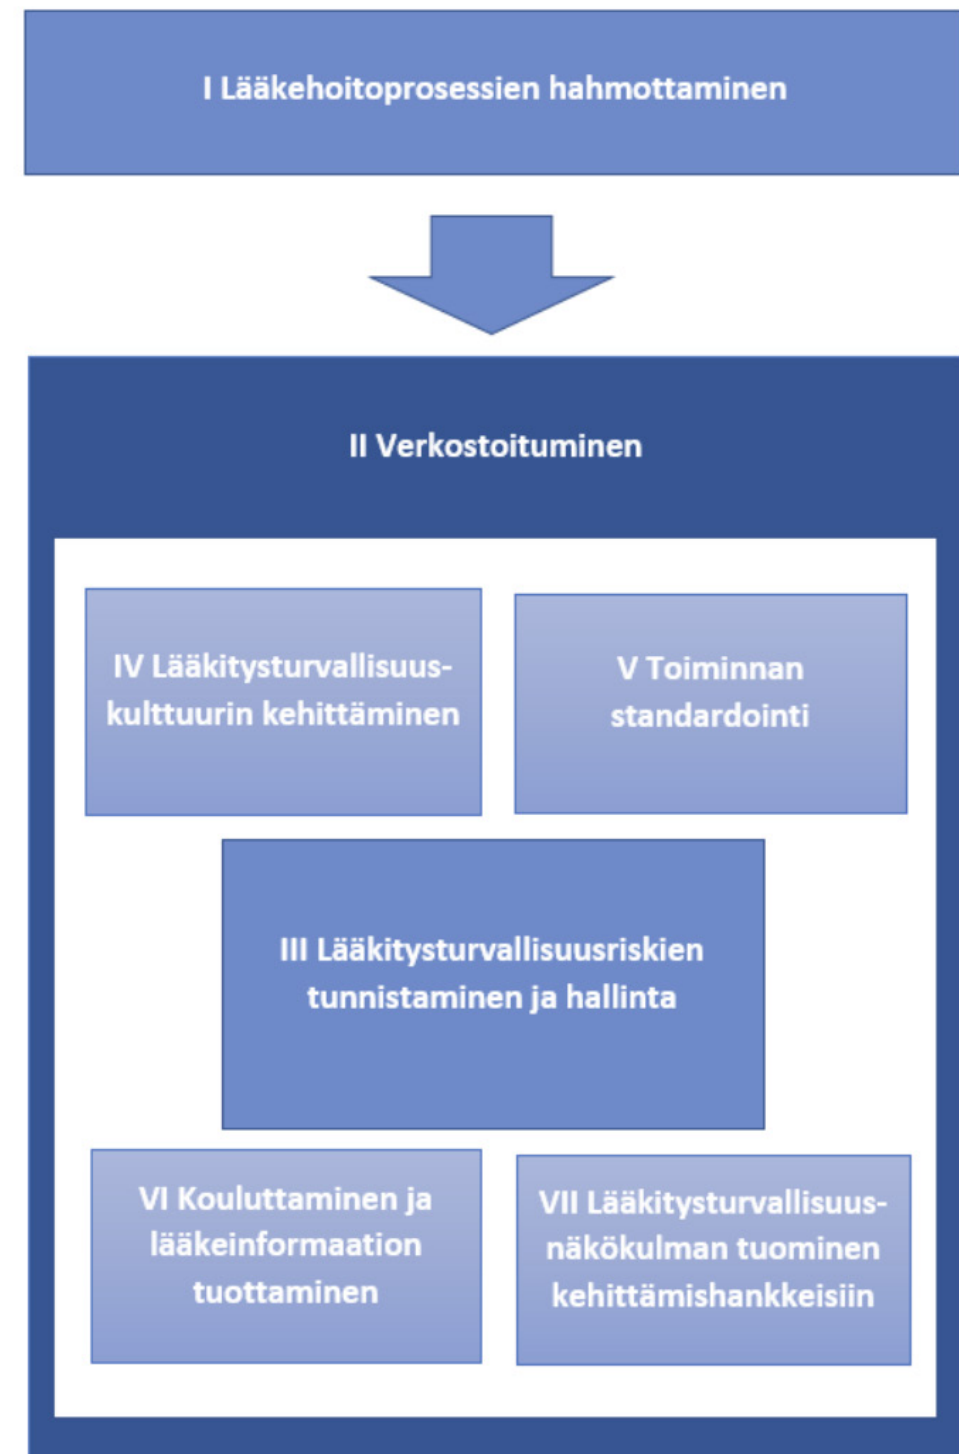 I Lääkehoitoprosessien hahmottaminen
II Verkostoituminen
IV Lääkitysturvallisuus-
kulttuurin kehittäminen
V Toiminnan
standardointi
III Lääkitysturvallisuusriskien
tunnistaminen ja hallinta
VI Kouluttaminen ja
lääkeinformaation
tuottaminen
VII Lääkitysturvallisuus-
näkökulman tuominen
kehittämishankkeisiin